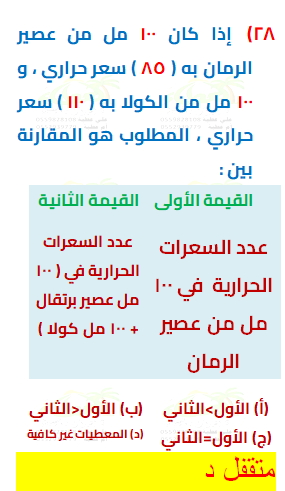 ٢٨) إذا كان ١٠٠ مل من عصير
الرمان به ( ٨٥ ) سعر حراري ، و
١٠٠ مل من الكولا به ( ١١٠ ) سعر
حراري ، المطلوب هو المقارنة
بين :
القيمة الأولى القيمة الثانية
عدد السعرات
الحرارية في ١٠٠
مل من عصير
الرمان
عدد السعرات
الحرارية في ( ١٠٠
مل عصير برتقال
+ ١٠٠ مل كولا )
(أ) الأول>الثاني (ب) الأول<الثاني
(ج) الأول=الثاني (د) المعطيات غير كافية
متققل د